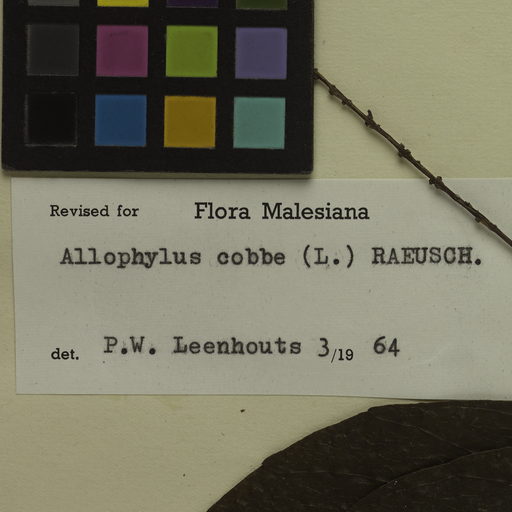 Revised for Flora Malesiana
Allophylus cobbe (L.) RAEUSCH.
det. P.W. Leenhouts 3/19 64